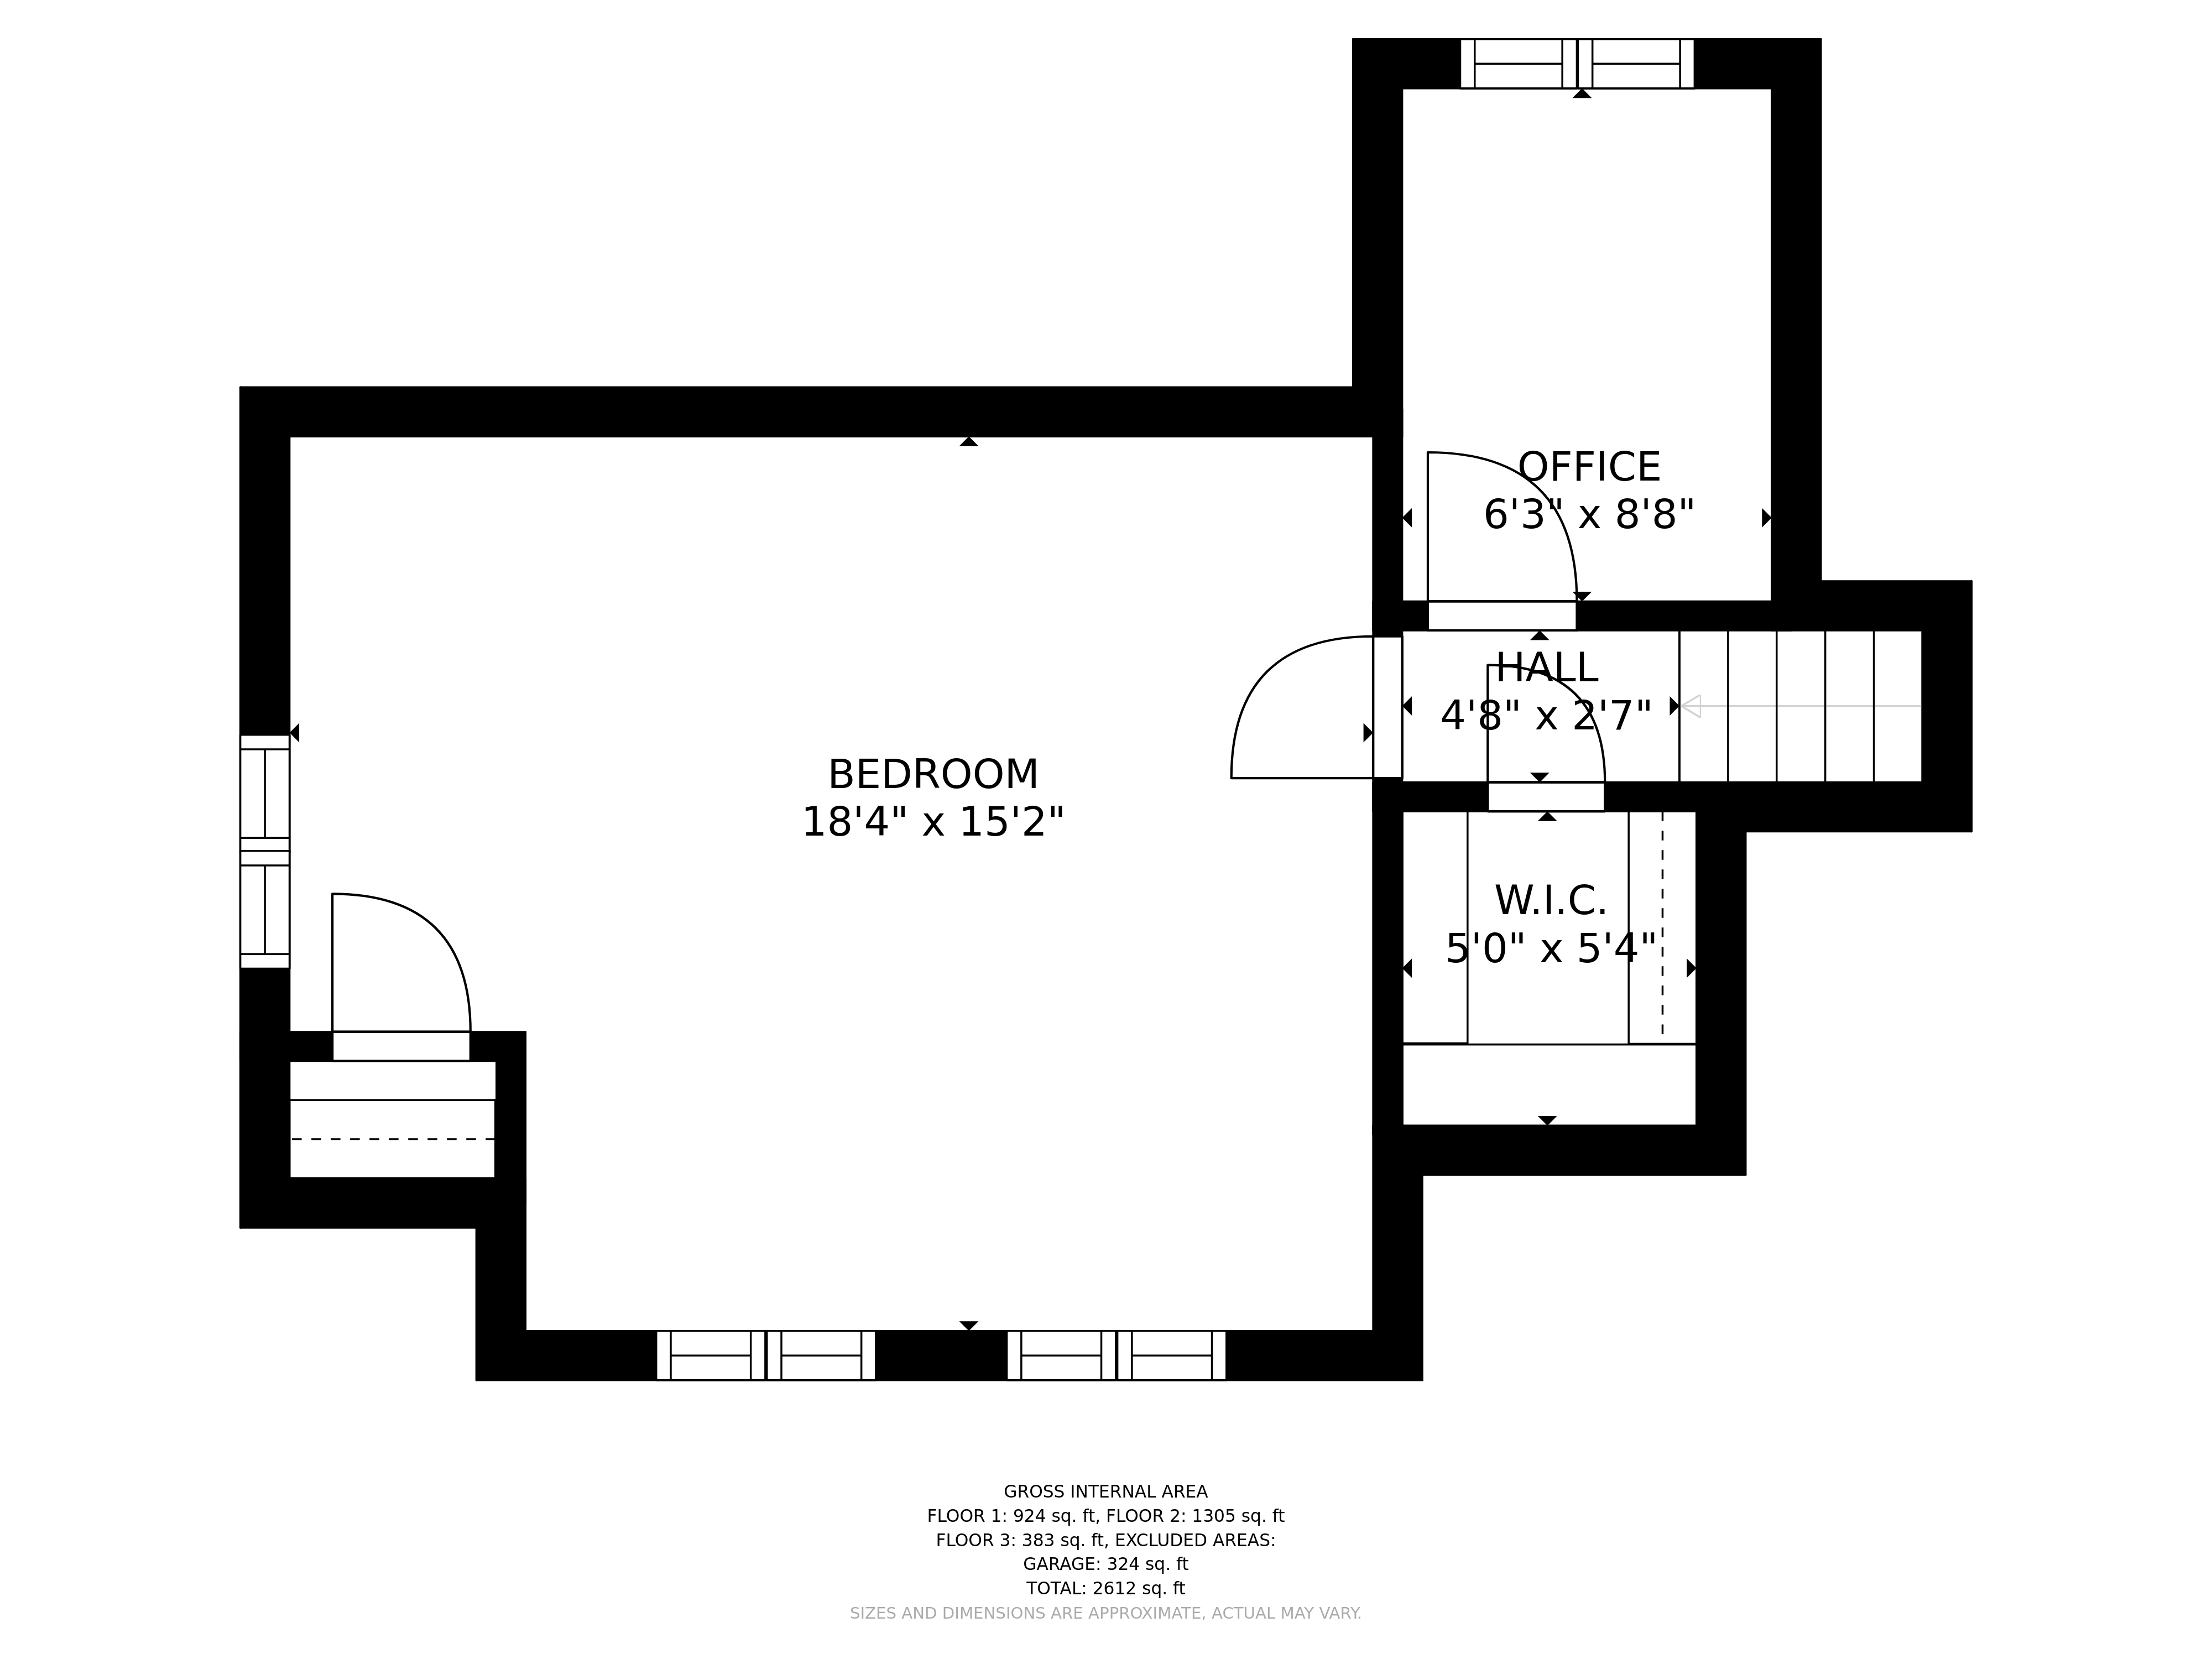 OFFICE
6'3" x 8'8"
HALL
4'8" x 2'7"
BEDROOM
18'4" x 15'2"
W.I.C.
5'0" x 5'4"
GROSS INTERNAL AREA
FLOOR 1: 924 sq. ft, FLOOR 2: 1305 sq. ft
FLOOR 3: 383 sq. ft, EXCLUDED AREAS:
GARAGE: 324 sq. ft
TOTAL: 2612 sq. ft
SIZES AND DIMENSIONS ARE APPROXIMATE, ACTUAL MAY VARY.